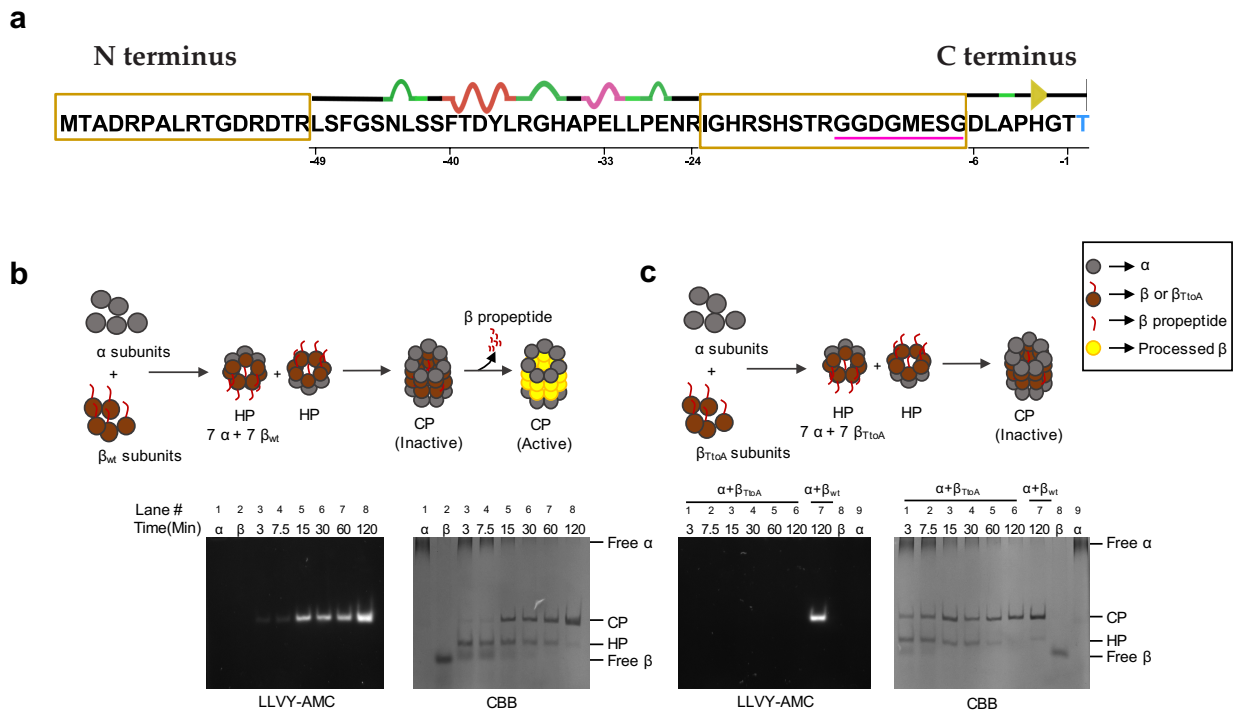 a
N terminus
C terminus
MTADRPALRTGDRDTRLSFGSNLSSFTDYLRGHAPELLPENRIGHRSHSTRGGDGMESGDLAPHGTT
-49 -40 -33 -24 -6 -1
b
α subunits
+
β wt subunits
HP
7 α + 7 β wt
+
HP
CP
(Inactive)
β propeptide
CP
(Active)
Lane # 1 2 3 4 5 6 7 8
Time(Min) α β 3 7.5 15 30 60 120
1 2 3 4 5 6 7 8
α β 3 7.5 15 30 60 120
Free α
CP
HP
Free β
LLVY-AMC
CBB
c
α subunits
+
βTtoA subunits
HP
7 α + 7 βTtoA
+
HP
CP
(Inactive)
α
β or βTtoA
β propeptide
Processed β
α+βTtoA α+βwt
1 2 3 4 5 6 7 8 9
3 7.5 15 30 60 120 120 β α
α+βTtoA α+βwt
1 2 3 4 5 6 7 8 9
3 7.5 15 30 60 120 120 β α
Free α
CP
HP
Free β
LLVY-AMC
CBB